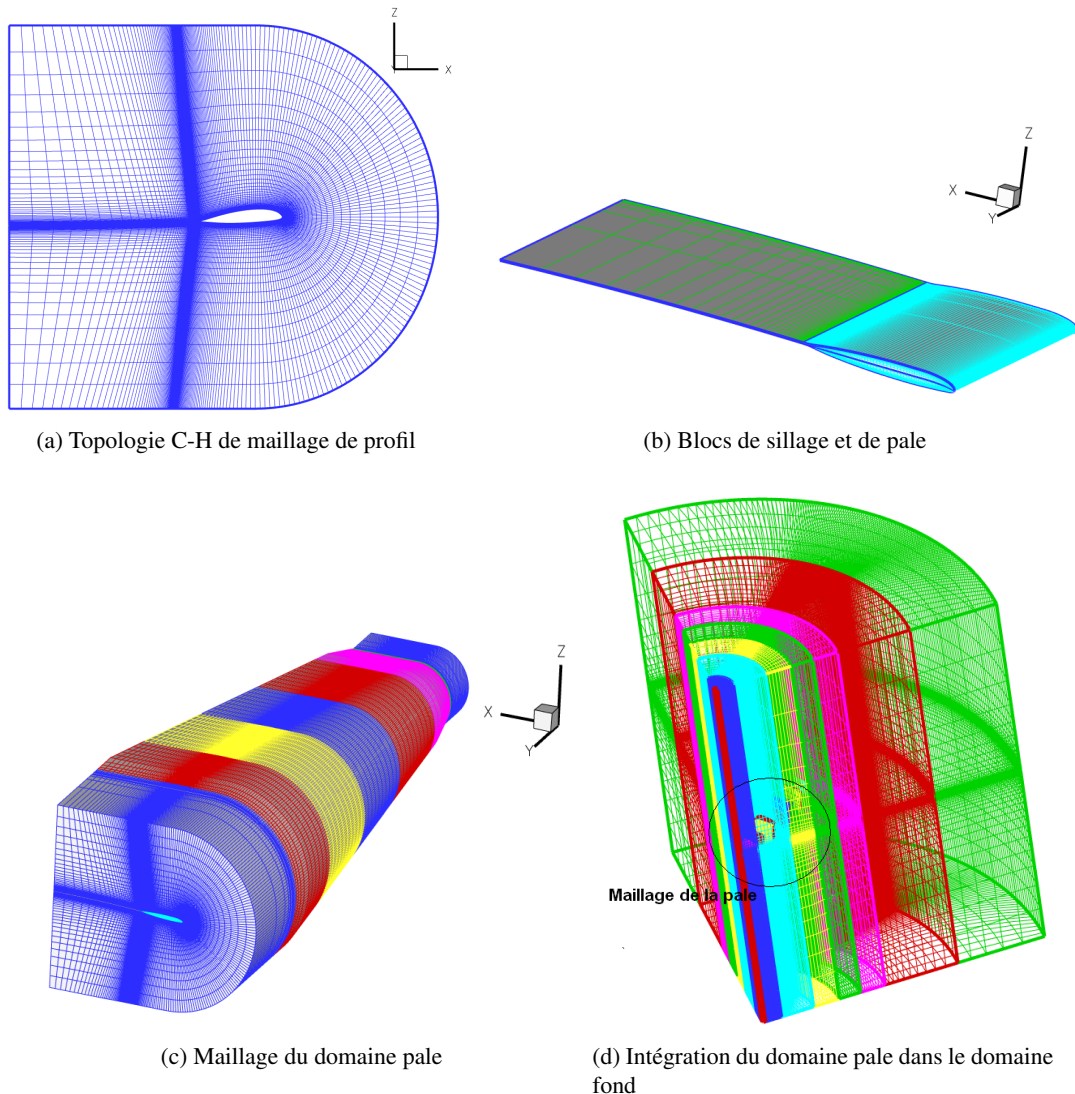 Z
X
(a) Topologie C-H de maillage de profil
Z
X
Y
(b) Blocs de sillage et de pale
Z
X
Y
(c) Maillage du domaine pale
Maillage de la pale
(d) Intégration du domaine pale dans le domaine
fond